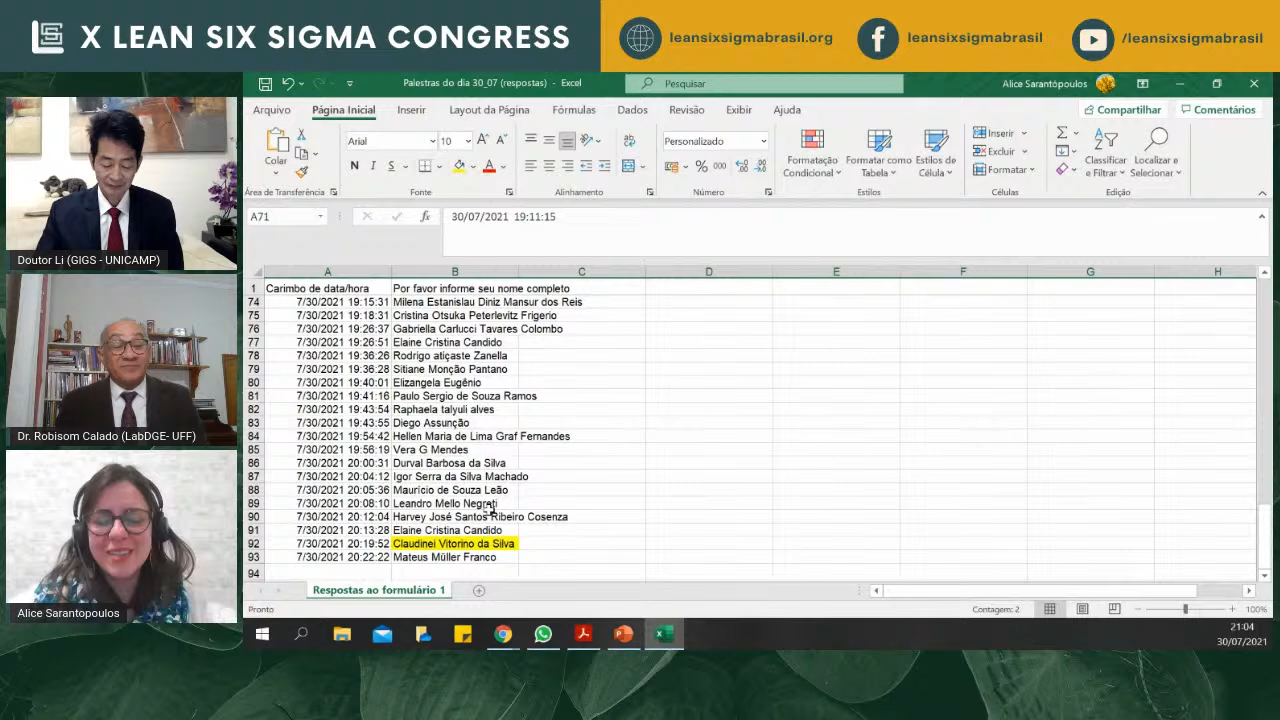 X LEAN SIX SIGMA CONGRESS
leansixsigmabrasil.org
leansixsigmabrasil
/leansixsigmabrasil
Doutor Li (GIGS - UNICAMP)
Dr. Robisom Calado (LabDGE- UFF)
Alice Sarantopoulos
Palestras do dia 30_07 (respostas) - Excel
Pesquisar
Alice Sarantópoulos
Arquivo Página Inicial Inserir Layout da Página Fórmulas Dados Revisão Exibir Ajuda
Compartilhar Comentários
Colar
Área de Transferência
Arial 10
N I S
Fonte
Alinhamento
Personalizado
% 000
Número
Formatação Condicional
Formatar como Tabela
Estilos de Célula
Estilos
Inserir
Excluir
Formatar
Células
Classificar e Filtrar
Localizar e Selecionar
Edição
A71 fx 30/07/2021 19:11:15
A B C D E F G H
1 Carimbo de data/hora Por favor informe seu nome completo
74 7/30/2021 19:15:31 Milena Estanislau Diniz Mansur dos Reis
75 7/30/2021 19:18:31 Cristina Otsuka Peterlevitz Frigerio
76 7/30/2021 19:26:37 Gabriella Carlucci Tavares Colombo
77 7/30/2021 19:26:51 Elaine Cristina Candido
78 7/30/2021 19:36:26 Rodrigo atiçaste Zanella
79 7/30/2021 19:36:28 Sitiane Monção Pantano
80 7/30/2021 19:40:01 Elizangela Eugênio
81 7/30/2021 19:41:16 Paulo Sergio de Souza Ramos
82 7/30/2021 19:43:54 Raphaela talyuli alves
83 7/30/2021 19:43:55 Diego Assunção
84 7/30/2021 19:54:42 Hellen Maria de Lima Graf Fernandes
85 7/30/2021 19:56:19 Vera G Mendes
86 7/30/2021 20:00:31 Durval Barbosa da Silva
87 7/30/2021 20:04:12 Igor Serra da Silva Machado
88 7/30/2021 20:05:36 Maurício de Souza Leão
89 7/30/2021 20:08:10 Leandro Mello
90 7/30/2021 20:12:04 Harvey José Santos Ribeiro Cosenza
91 7/30/2021 20:13:28 Elaine Cristina Candido
92 7/30/2021 20:19:52 Claudinei Vitorino da Silva
93 7/30/2021 20:22:22 Mateus Müller Franco
94
Respostas ao formulário 1
Pronto
Contagem: 2
100%
21:04
30/07/2021